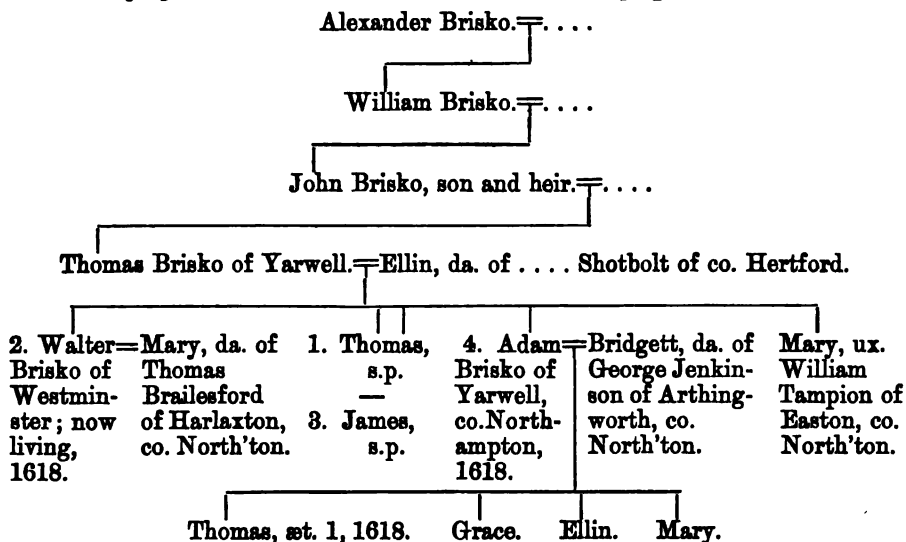 Alexander Brisko.=. . . .
William Brisko.=. . . .
John Brisko, son and heir.=. . . .
Thomas Brisko of Yarwell.=Ellin, da. of . . . . Shotbolt of co. Hertford.
2. Walter=
Brisko of
Westmin-
ster; now
living,
1618.
Mary, da. of
Thomas
Brailesford
of Harlaxton,
co. North'ton.
1. Thomas,
s.p.
—
3. James,
s.p.
4. Adam=
Brisko of
Yarwell,
co.North-
ampton,
1618.
Bridgett, da. of
George Jenkin-
son of Arthing-
worth, co.
North'ton.
Mary, ux.
William
Tampion of
Easton, co.
North'ton.
Thomas, æt. 1, 1618. Grace. Ellin. Mary.